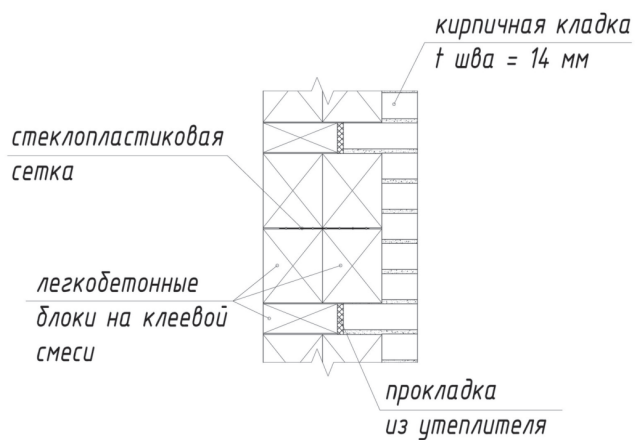 кирпичная кладка
t шва = 14 мм
стеклопластиковая
сетка
легкобетонные
блоки на клеевой
смеси
прокладка
из утеплителя